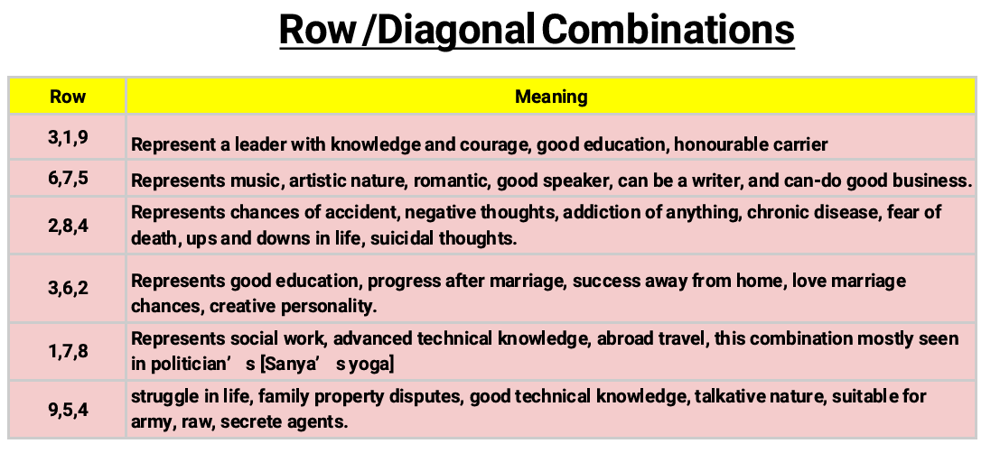 Row /Diagonal Combinations
Row Meaning
3,1,9 Represent a leader with knowledge and courage, good education, honourable carrier
6,7,5 Represents music, artistic nature, romantic, good speaker, can be a writer, and can-do good business.
2,8,4 Represents chances of accident, negative thoughts, addiction of anything, chronic disease, fear of
death, ups and downs in life, suicidal thoughts.
3,6,2 Represents good education, progress after marriage, success away from home, love marriage
chances, creative personality.
1,7,8 Represents social work, advanced technical knowledge, abroad travel, this combination mostly seen
in politician’ s [Sanya’ s yoga]
9,5,4 struggle in life, family property disputes, good technical knowledge, talkative nature, suitable for
army, raw, secrete agents.